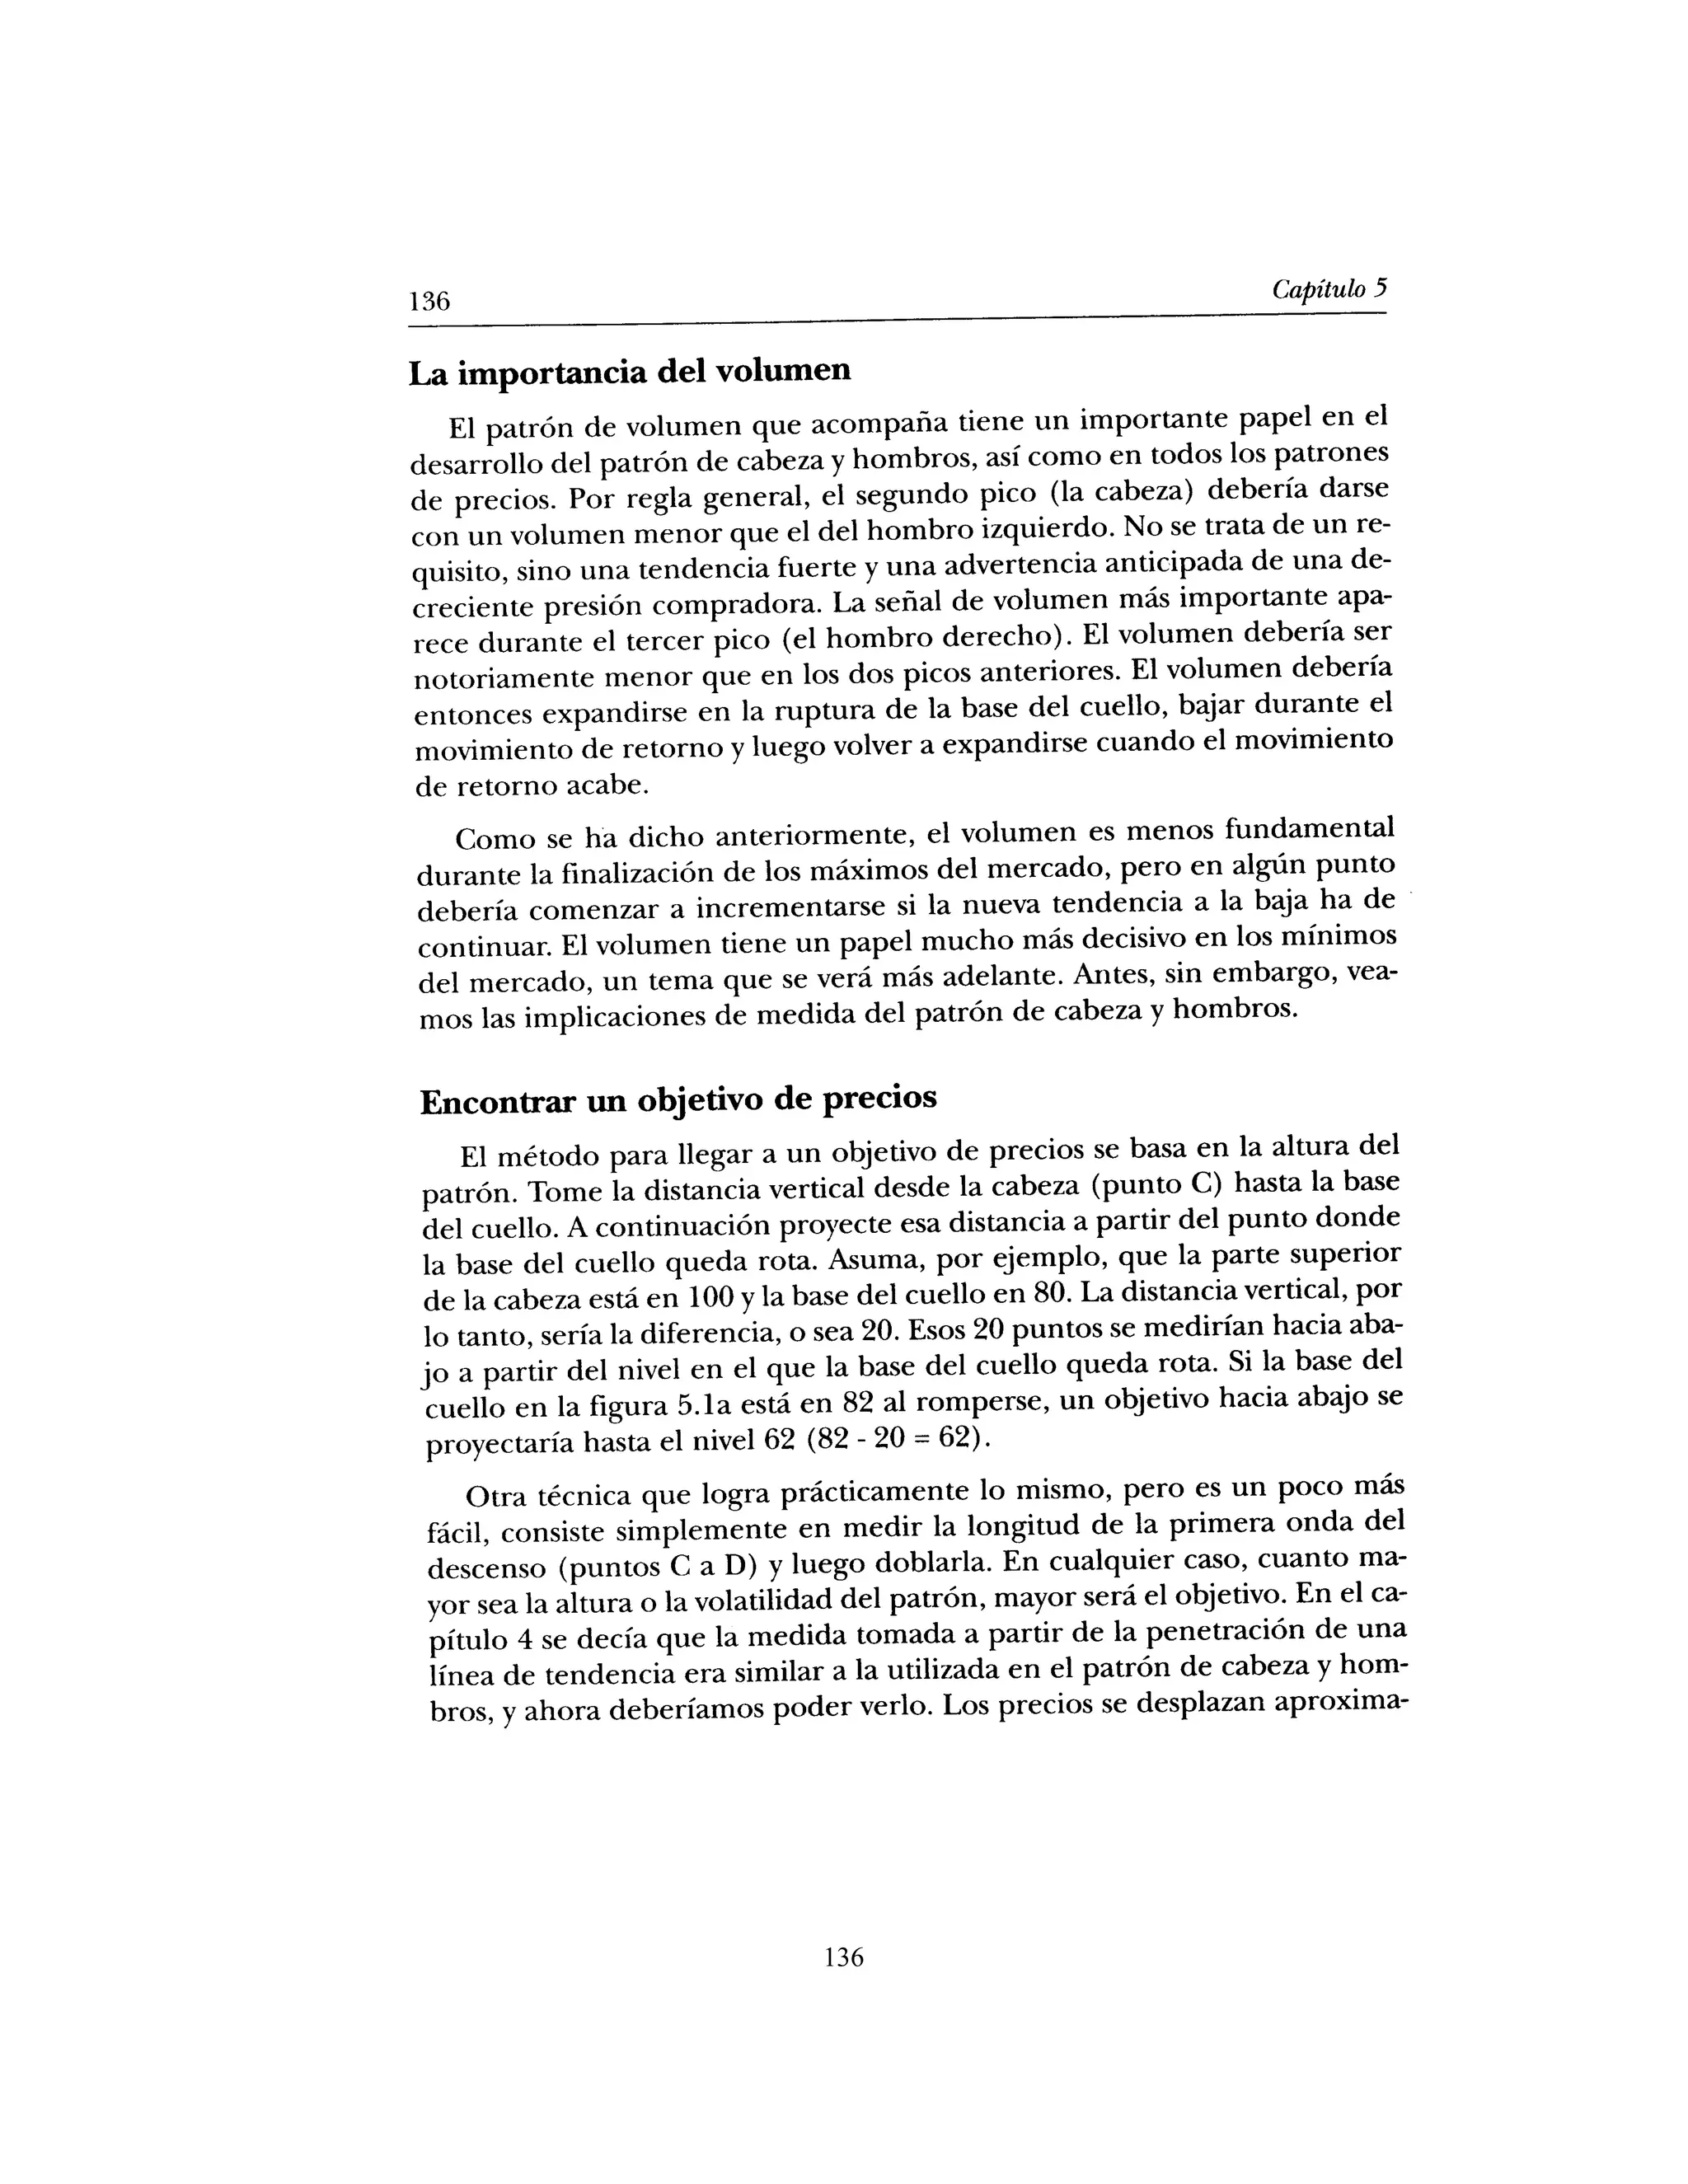 136
Capítulo 5
La importancia del volumen
El patrón de volumen que acompaña tiene un importante papel en el
desarrollo del patrón de cabeza y hombros, así como en todos los patrones
de precios. Por regla general, el segundo pico (la cabeza) debería darse
con un volumen menor que el del hombro izquierdo. No se trata de un re-
quisito, sino una tendencia fuerte y una advertencia anticipada de una de-
creciente presión compradora. La señal de volumen más importante apa-
rece durante el tercer pico (el hombro derecho). El volumen debería ser
notoriamente menor que en los dos picos anteriores. El volumen debería
entonces expandirse en la ruptura de la base del cuello, bajar durante el
movimiento de retorno y luego volver a expandirse cuando el movimiento
de retorno acabe.
Como se ha dicho anteriormente, el volumen es menos fundamental
durante la finalización de los máximos del mercado, pero en algún punto
debería comenzar a incrementarse si la nueva tendencia a la baja ha de
continuar. El volumen tiene un papel mucho más decisivo en los mínimos
del mercado, un tema que se verá más adelante. Antes, sin embargo, vea-
mos las implicaciones de medida del patrón de cabeza y hombros.
Encontrar un objetivo de precios
El método para llegar a un objetivo de precios se basa en la altura del
patrón. Tome la distancia vertical desde la cabeza (punto C) hasta la base
del cuello. A continuación proyecte esa distancia a partir del punto donde
la base del cuello queda rota. Asuma, por ejemplo, que la parte superior
de la cabeza está en 100 y la base del cuello en 80. La distancia vertical, por
lo tanto, sería la diferencia, o sea 20. Esos 20 puntos se medirían hacia aba-
jo a partir del nivel en el que la base del cuello queda rota. Si la base del
cuello en la figura 5.1a está en 82 al romperse, un objetivo hacia abajo se
proyectaría hasta el nivel 62 (82 - 20 = 62).
Otra técnica que logra prácticamente lo mismo, pero es un poco más
fácil, consiste simplemente en medir la longitud de la primera onda del
descenso (puntos C a D) y luego doblarla. En cualquier caso, cuanto ma-
yor sea la altura o la volatilidad del patrón, mayor será el objetivo. En el ca-
pítulo 4 se decía que la medida tomada a partir de la penetración de una
línea de tendencia era similar a la utilizada en el patrón de cabeza y hom-
bros, y ahora deberíamos poder verlo. Los precios se desplazan aproxima-
136